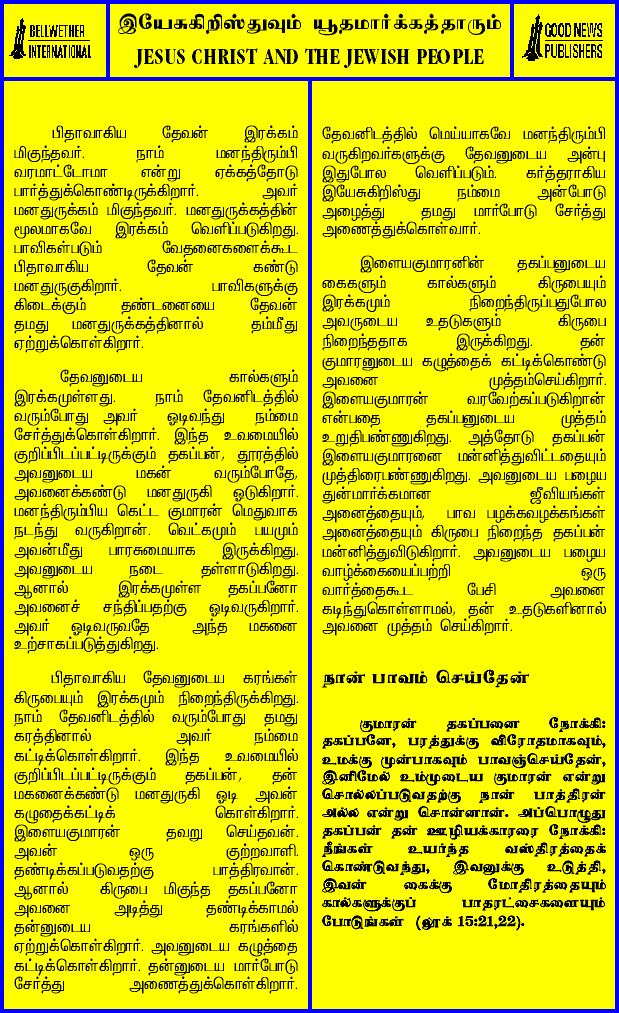 BELLWETHER
INTERNATIONAL
இயேசுகிறிஸ்துவும் யூதமார்க்கத்தாரும்
JESUS CHRIST AND THE JEWISH PEOPLE
GOOD NEWS
PUBLISHERS
பிதாவாகிய தேவன் இரக்கம்
மிகுந்தவர். நாம் மனந்திரும்பி
வரமாட்டோமா என்று ஏக்கத்தோடு
பார்த்துக்கொண்டிருக்கிறார். அவர்
மனதுருக்கம் மிகுந்தவர். மனதுருக்கத்தின்
மூலமாகவே இரக்கம் வெளிப்படுகிறது.
பாவிகள்படும் வேதனைகளைக்கூட
பிதாவாகிய தேவன் கண்டு
மனதுருகுகிறார். பாவிகளுக்கு
கிடைக்கும் தண்டனையை தேவன்
தமது மனதுருக்கத்தினால் தம்மீது
ஏற்றுக்கொள்கிறார்.
தேவனுடைய கால்களும்
இரக்கமுள்ளது. நாம் தேவனிடத்தில்
வரும்போது அவர் ஓடிவந்து நம்மை
சேர்த்துக்கொள்கிறார். இந்த உவமையில்
குறிப்பிடப்பட்டிருக்கும் தகப்பன், தூரத்தில்
அவனுடைய மகன் வரும்போதே,
அவனைக்கண்டு மனதுருகி ஓடுகிறார்.
மனந்திரும்பிய கெட்ட குமாரன் மெதுவாக
நடந்து வருகிறான். வெட்கமும் பயமும்
அவன்மீது பாரசுமையாக இருக்கிறது.
அவனுடைய நடை தள்ளாடுகிறது.
ஆனால் இரக்கமுள்ள தகப்பனோ
அவனைச் சந்திப்பதற்கு ஓடிவருகிறார்.
அவர் ஓடிவருவதே அந்த மகனை
உற்சாகப்படுத்துகிறது.
பிதாவாகிய தேவனுடைய கரங்கள்
கிருபையும் இரக்கமும் நிறைந்திருக்கிறது.
நாம் தேவனிடத்தில் வரும்போது தமது
கரத்தினால் அவர் நம்மை
கட்டிக்கொள்கிறார். இந்த உவமையில்
குறிப்பிடப்பட்டிருக்கும் தகப்பன், தன்
மகனைக்கண்டு மனதுருகி ஓடி அவன்
கழுதைகட்டிக் கொள்கிறார்.
இளையகுமாரன் தவறு செய்தவன்.
அவன் ஒரு குற்றவாளி.
தண்டிக்கப்படுவதற்கு பாத்திரவான்.
ஆனால் கிருபை மிகுந்த தகப்பனோ
அவனை அடித்து தண்டிக்காமல்
தன்னுடைய கரங்களில்
ஏற்றுக்கொள்கிறார். அவனுடைய கழுத்தை
கட்டிக்கொள்கிறார். தன்னுடைய மார்போடு
சேர்த்து அணைத்துக்கொள்கிறார்.
தேவனிடத்தில் மெய்யாகவே மனந்திரும்பி
வருகிறவர்களுக்கு தேவனுடைய அன்பு
இதுபோல வெளிப்படும். கர்த்தராகிய
இயேசுகிறிஸ்து நம்மை அன்போடு
அழைத்து தமது மார்போடு சேர்த்து
அணைத்துக்கொள்வார்.
இளையகுமாரனின் தகப்பனுடைய
கைகளும் கால்களும் கிருபையும்
இரக்கமும் நிறைந்திருப்பதுபோல
அவருடைய உதடுகளும் கிருபை
நிறைந்ததாக இருக்கிறது. தன்
குமாரனுடைய கழுத்தைக் கட்டிக்கொண்டு
அவனை முத்தம்செய்கிறார்.
இளையகுமாரன் வரவேற்கப்படுகிறான்
என்பதை தகப்பனுடைய முத்தம்
உறுதிபண்ணுகிறது. அத்தோடு தகப்பன்
இளையகுமாரனை மன்னித்துவிட்டதையும்
முத்திரைபண்ணுகிறது. அவனுடைய பழைய
துன்மார்க்கமான ஜீவியங்கள்
அனைத்தையும், பாவ பழக்கவழக்கங்கள்
அனைத்தையும் கிருபை நிறைந்த தகப்பன்
மன்னித்துவிடுகிறார். அவனுடைய பழைய
வாழ்க்கையைப்பற்றி ஒரு
வார்த்தைகூட பேசி அவனை
கடிந்துகொள்ளாமல், தன் உதடுகளினால்
அவனை முத்தம் செய்கிறார்.
நான் பாவம் செய்தேன்
குமாரன் தகப்பனை நோக்கி:
தகப்பனே, பரத்துக்கு விரோதமாகவும்,
உமக்கு முன்பாகவும் பாவஞ்செய்தேன்,
இனிமேல் உம்முடைய குமாரன் என்று
சொல்லப்படுவதற்கு நான் பாத்திரன்
அல்ல என்று சொன்னான். அப்பொழுது
தகப்பன் தன் ஊழியக்காரரை நோக்கி:
நீங்கள் உயர்ந்த வஸ்திரத்தைக்
கொண்டுவந்து, இவனுக்கு உடுத்தி,
இவன் கைக்கு மோதிரத்தையும்
கால்களுக்குப் பாதரட்சைகளையும்
போடுங்கள் (லூக் 15:21,22).